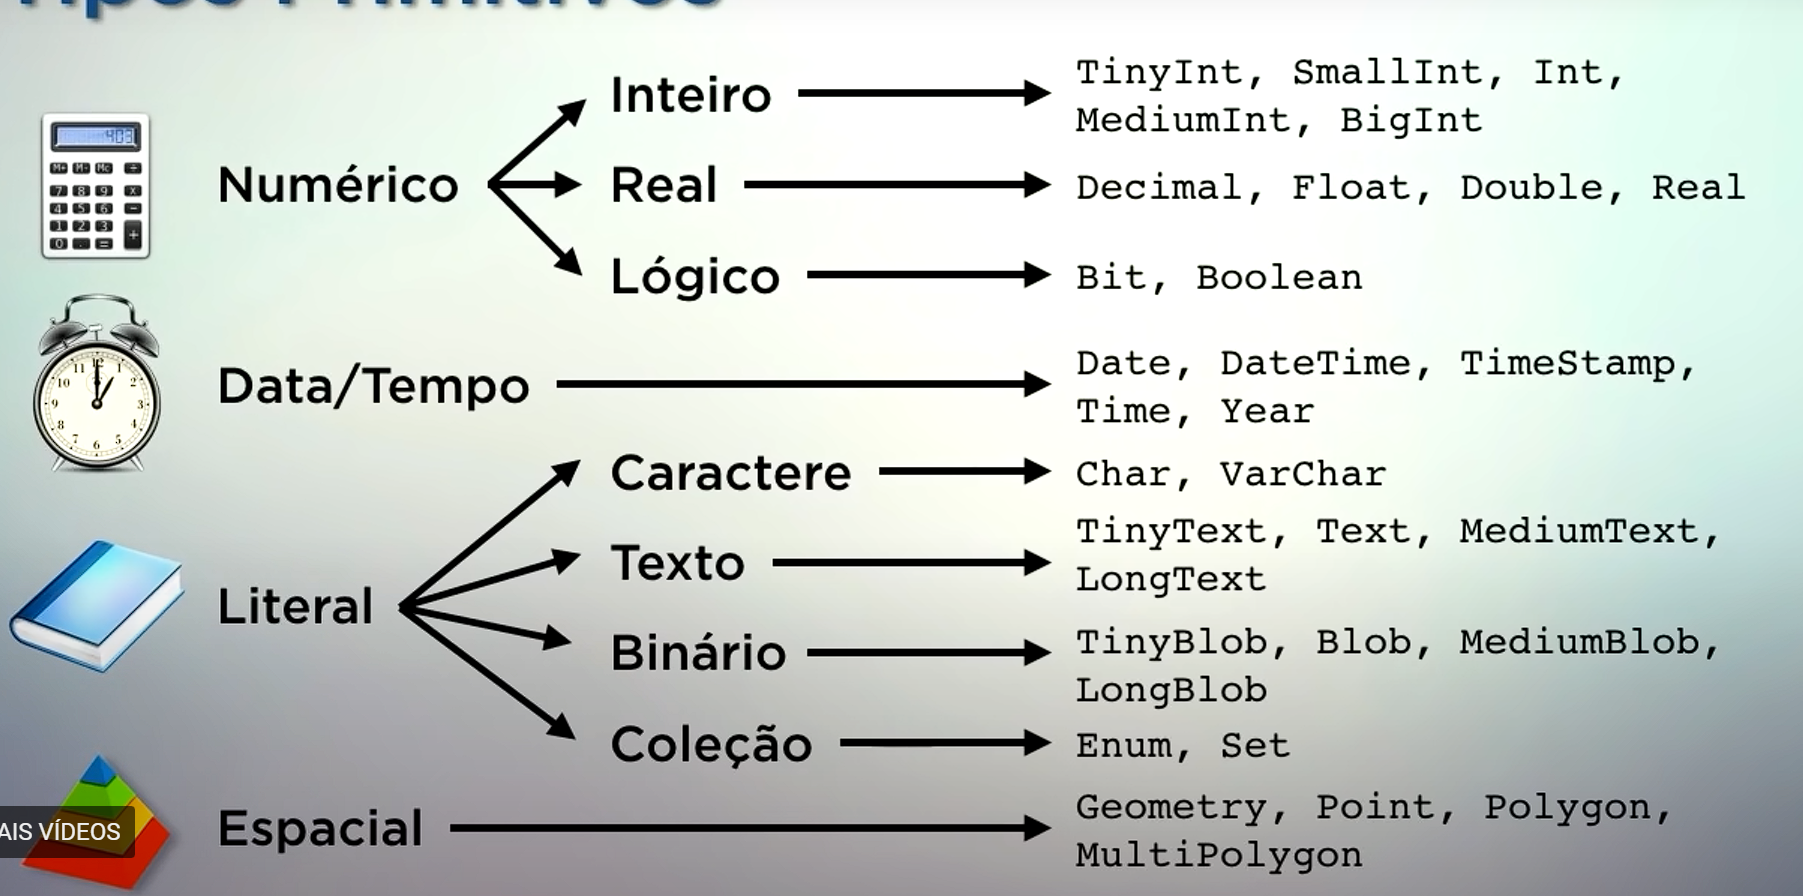 Tipos Primitivos
Inteiro
TinyInt, SmallInt, Int,
MediumInt, BigInt
Numérico
Real
Decimal, Float, Double, Real
Lógico
Bit, Boolean
Data/Tempo
Date, DateTime, TimeStamp,
Time, Year
Caractere
Char, VarChar
Texto
TinyText, Text, MediumText,
LongText
Literal
Binário
TinyBlob, Blob, MediumBlob,
LongBlob
Coleção
Enum, Set
Espacial
Geometry, Point, Polygon,
MultiPolygon
AIS VÍDEOS